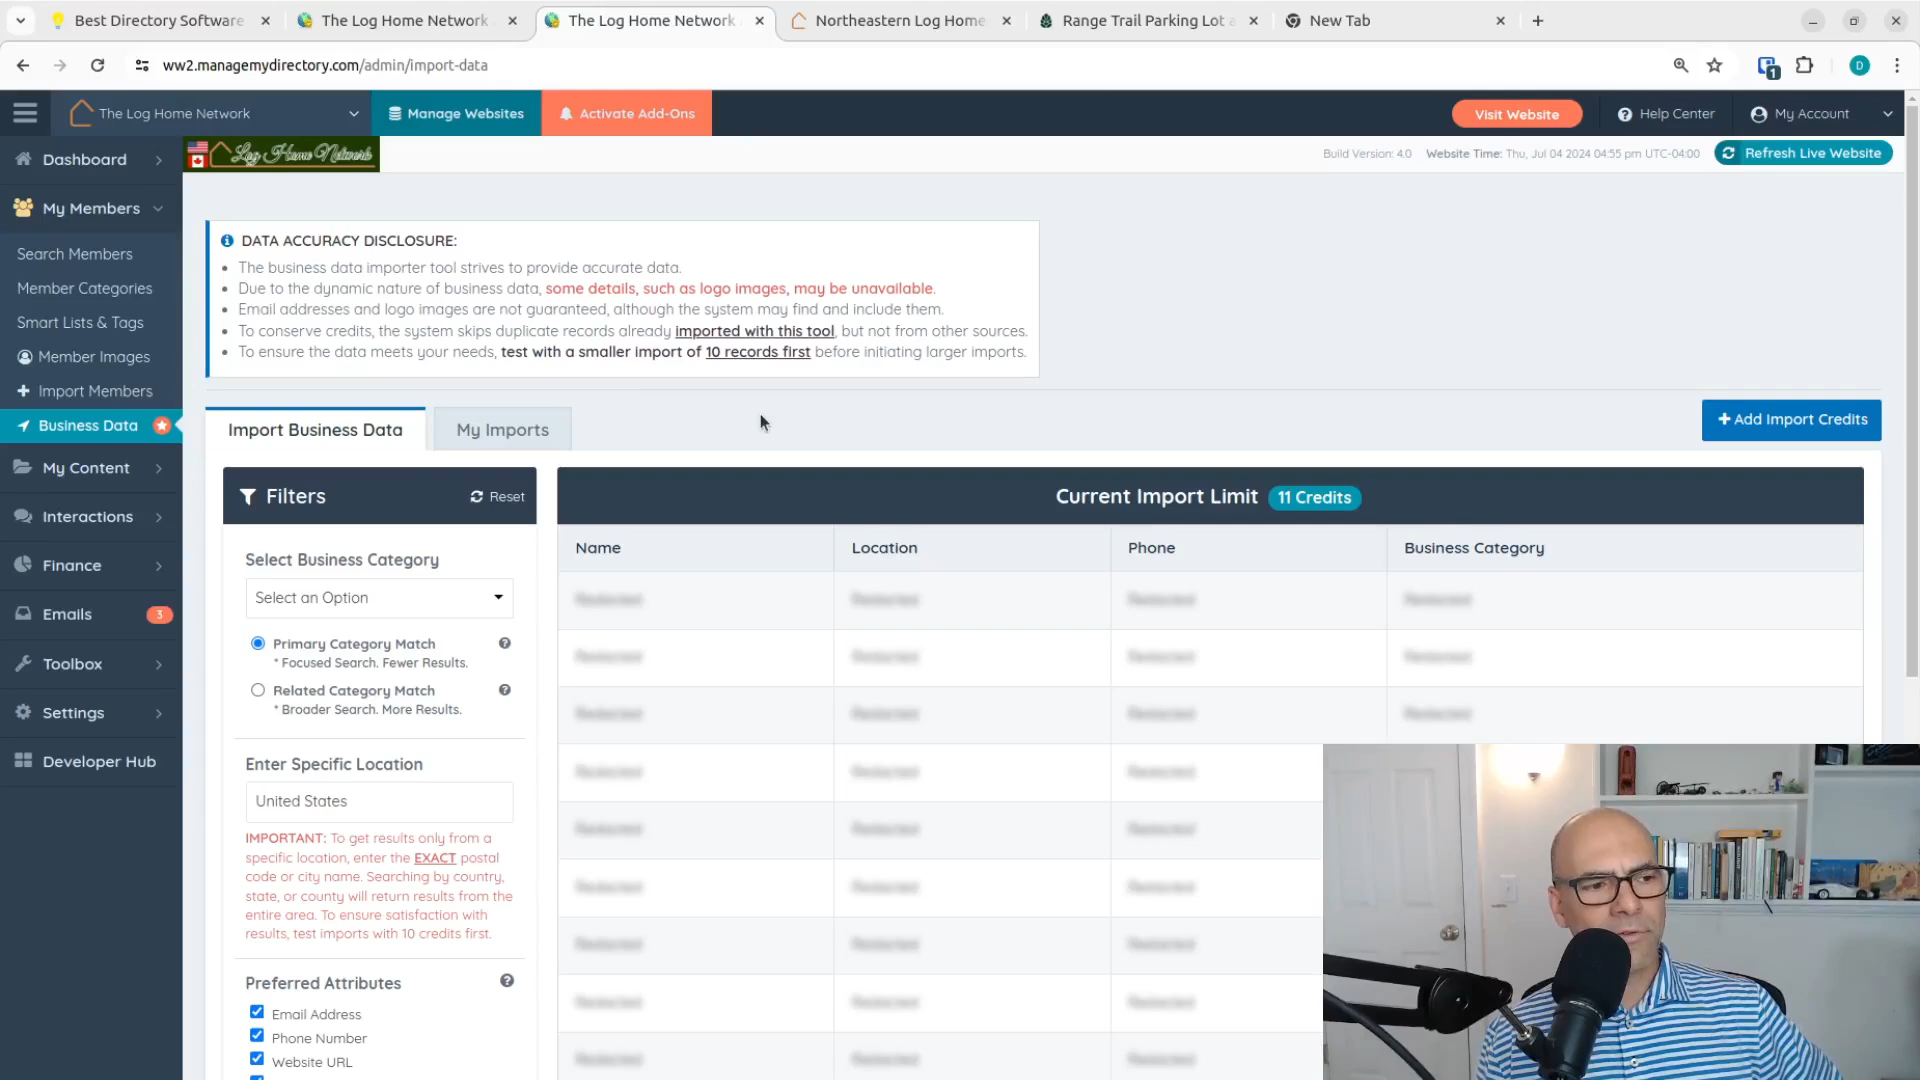 Best Directory Software
The Log Home Network
The Log Home Network
Northeastern Log Home
Range Trail Parking Lot a
New Tab
ww2.managemydirectory.com/admin/import-data
1
D
The Log Home Network
Manage Websites
Activate Add-Ons
Visit Website
Help Center
My Account
Dashboard
Log Home Network
Build Version: 4.0
Website Time: Thu, Jul 04 2024 04:55 pm UTC-04:00
Refresh Live Website
My Members
Search Members
Member Categories
Smart Lists & Tags
Member Images
Import Members
Business Data
My Content
Interactions
Finance
Emails
3
Toolbox
Settings
Developer Hub
DATA ACCURACY DISCLOSURE:
The business data importer tool strives to provide accurate data.
Due to the dynamic nature of business data, some details, such as logo images, may be unavailable.
Email addresses and logo images are not guaranteed, although the system may find and include them.
To conserve credits, the system skips duplicate records already imported with this tool, but not from other sources.
To ensure the data meets your needs, test with a smaller import of 10 records first before initiating larger imports.
Import Business Data
My Imports
Add Import Credits
Filters
Reset
Select Business Category
Select an Option
Primary Category Match
* Focused Search. Fewer Results.
Related Category Match
* Broader Search. More Results.
Enter Specific Location
United States
IMPORTANT: To get results only from a
specific location, enter the EXACT postal
code or city name. Searching by country,
state, or county will return results from the
entire area. To ensure satisfaction with
results, test imports with 10 credits first.
Preferred Attributes
Email Address
Phone Number
Website URL
Current Import Limit
11 Credits
Name
Location
Phone
Business Category